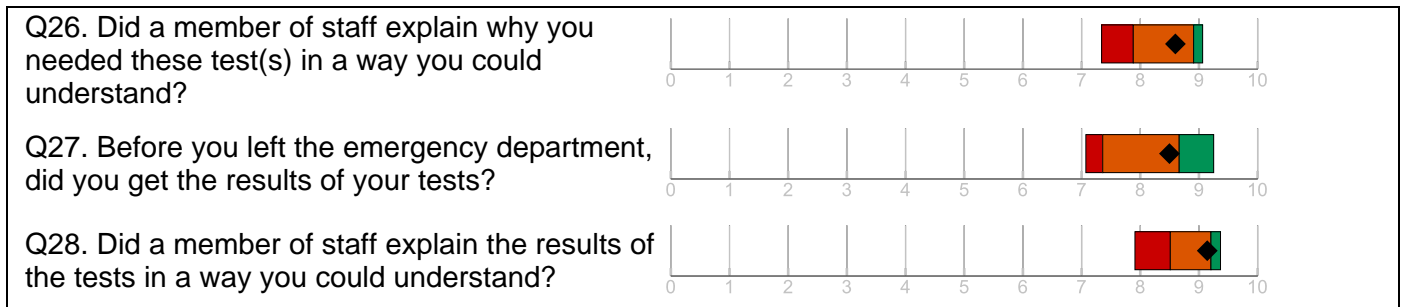 Q26. Did a member of staff explain why you
needed these test(s) in a way you could
understand?
0 1 2 3 4 5 6 7 8 9 10
Q27. Before you left the emergency department,
did you get the results of your tests?
0 1 2 3 4 5 6 7 8 9 10
Q28. Did a member of staff explain the results of
the tests in a way you could understand?
0 1 2 3 4 5 6 7 8 9 10